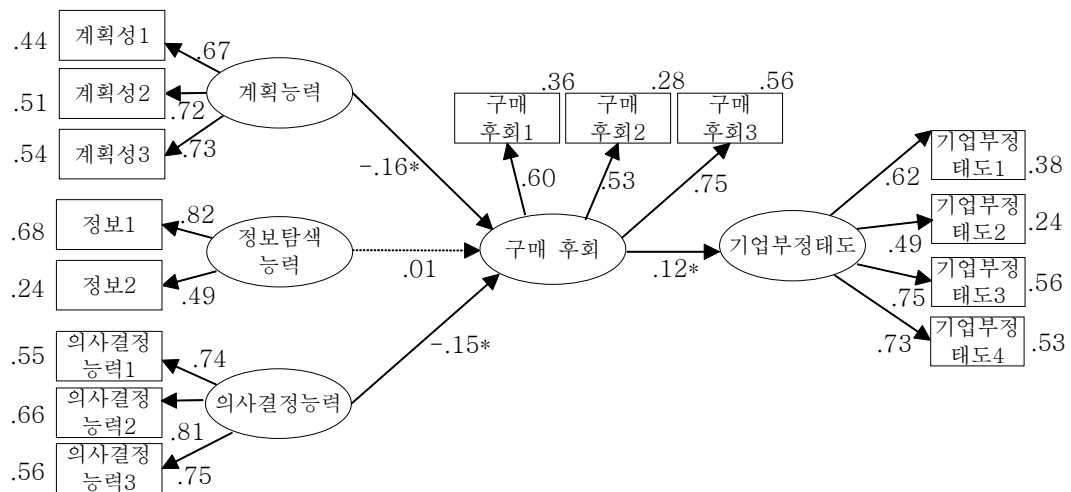 .44
계획성1
.67
.51
계획성2
.72
.54
계획성3
.73
계획능력
-.16*
.68
정보1
.82
.24
정보2
.49
정보탐색
능력
.01
.55
의사결정
능력1
.74
.66
의사결정
능력2
.81
.56
의사결정
능력3
.75
의사결정능력
-.15*
.36
구매
후회1
.60
.28
구매
후회2
.53
.56
구매
후회3
.75
구매 후회
.12*
기업부정태도
.62
기업부정
태도1
.38
.49
기업부정
태도2
.24
.75
기업부정
태도3
.56
.73
기업부정
태도4
.53